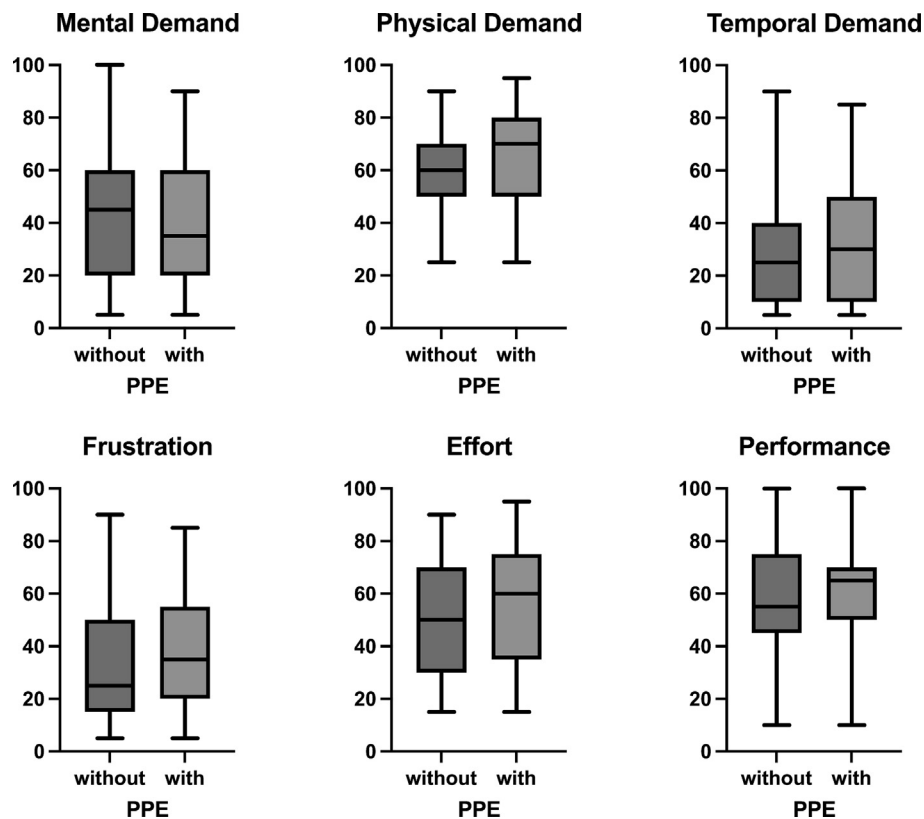 Mental Demand
100
80
60
40
20
0
without with
PPE
Physical Demand
100
80
60
40
20
0
without with
PPE
Temporal Demand
100
80
60
40
20
0
without with
PPE
Frustration
100
80
60
40
20
0
without with
PPE
Effort
100
80
60
40
20
0
without with
PPE
Performance
100
80
60
40
20
0
without with
PPE